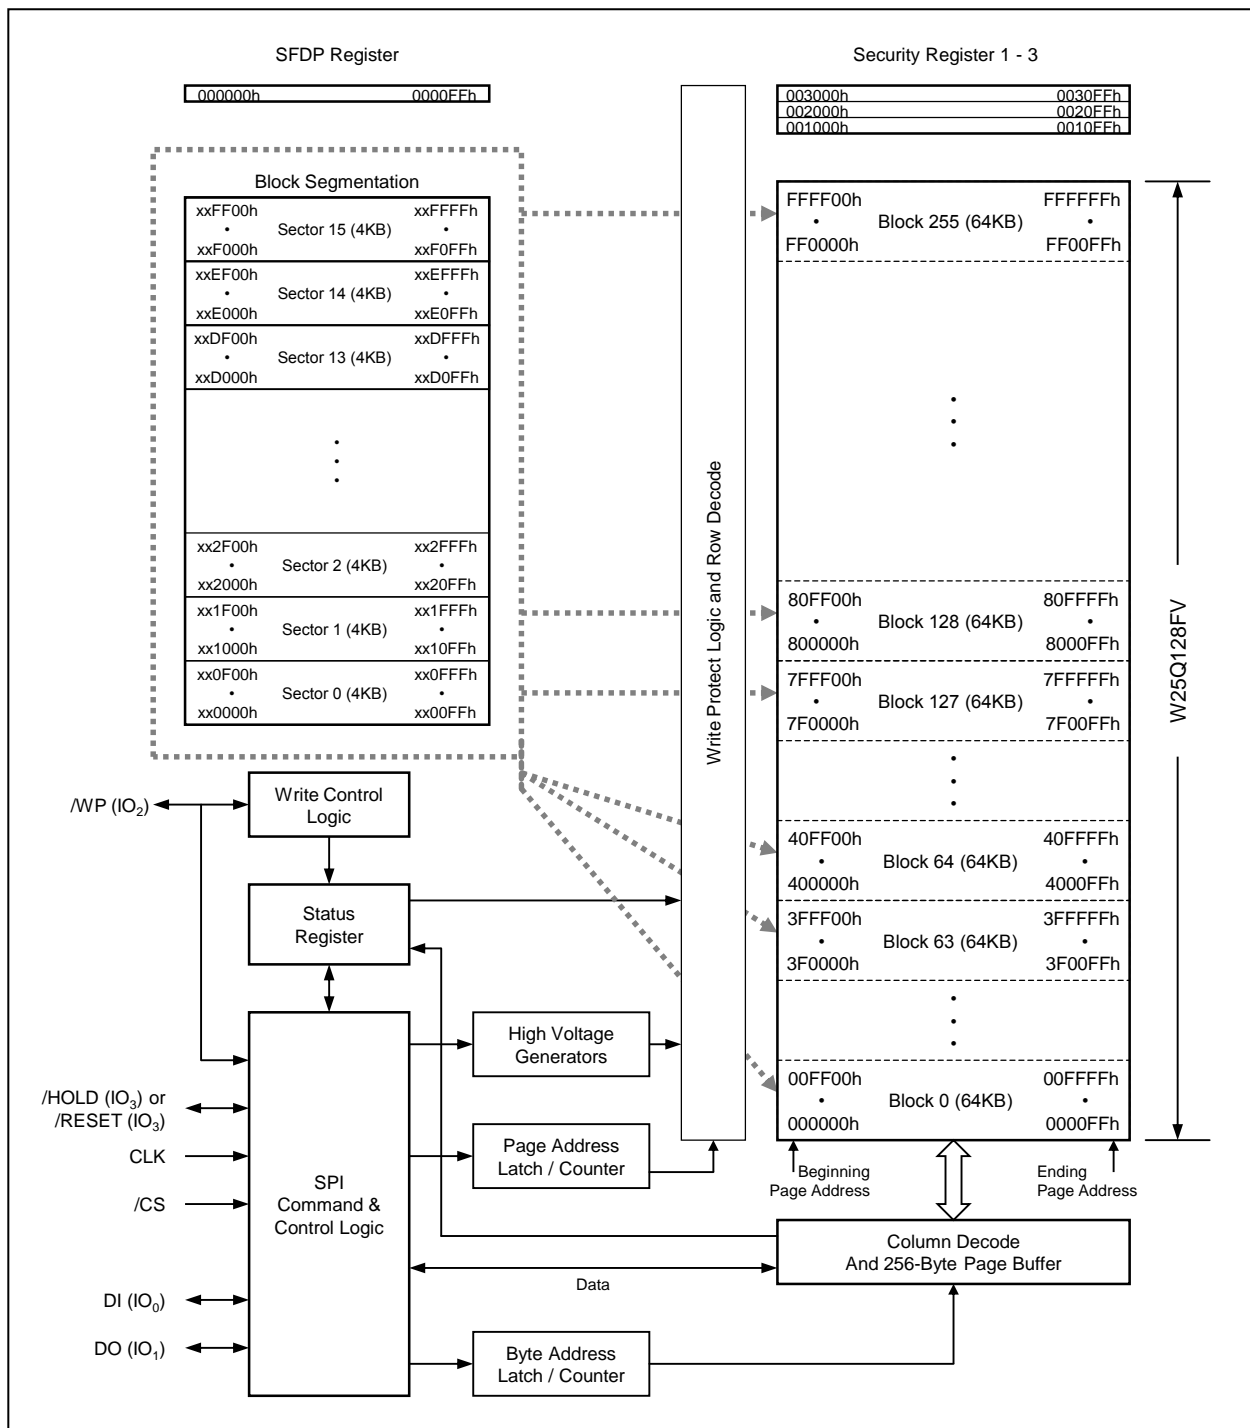 SFDP Register
000000h 0000FFh
Security Register 1 - 3
003000h 0030FFh
002000h 0020FFh
001000h 0010FFh
Block Segmentation
xxFF00h xxFFFFh
• Sector 15 (4KB) •
xxF000h xxF0FFh
xxEF00h xxEFFFh
• Sector 14 (4KB) •
xxE000h xxE0FFh
xxDF00h xxDFFFh
• Sector 13 (4KB) •
xxD000h xxD0FFh
xx2F00h xx2FFFh
• Sector 2 (4KB) •
xx2000h xx20FFh
xx1F00h xx1FFFh
• Sector 1 (4KB) •
xx1000h xx10FFh
xx0F00h xx0FFFh
• Sector 0 (4KB) •
xx0000h xx00FFh
Write Protect Logic and Row Decode
FFFF00h FFFFFFh
• Block 255 (64KB) •
FF0000h FF00FFh
80FF00h 80FFFFh
• Block 128 (64KB) •
800000h 8000FFh
7FFF00h 7FFFFFh
• Block 127 (64KB) •
7F0000h 7F00FFh
40FF00h 40FFFFh
• Block 64 (64KB) •
400000h 4000FFh
3FFF00h 3FFFFFh
• Block 63 (64KB) •
3F0000h 3F00FFh
00FF00h 00FFFFh
• Block 0 (64KB) •
000000h 0000FFh
W25Q128FV
Beginning
Page Address
Ending
Page Address
/WP (IO2)
Write Control
Logic
Status
Register
High Voltage
Generators
/HOLD (IO3) or
/RESET (IO3)
CLK
/CS
DI (IO0)
DO (IO1)
SPI
Command &
Control Logic
Page Address
Latch / Counter
Column Decode
And 256-Byte Page Buffer
Data
Byte Address
Latch / Counter